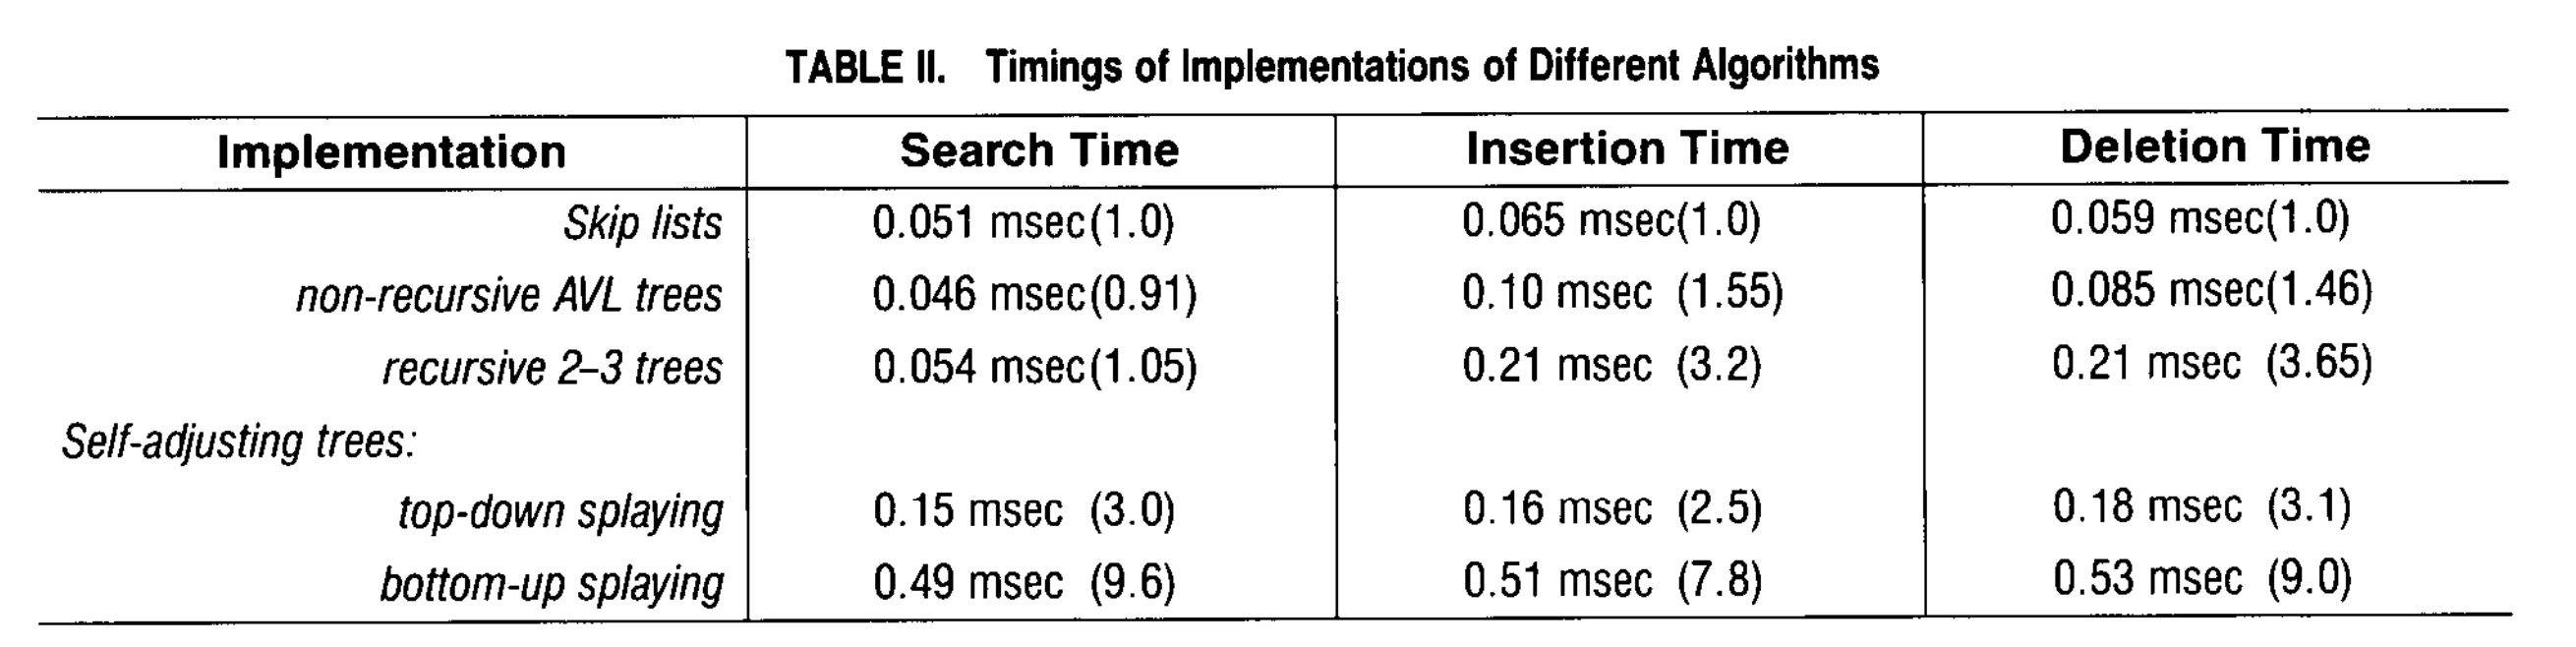 TABLE II. Timings of Implementations of Different Algorithms
Implementation Search Time Insertion Time Deletion Time
Skip lists 0.051 msec(1.0) 0.065 msec(1.0) 0.059 msec(1.0)
non-recursive AVL trees 0.046 msec(0.91) 0.10 msec (1.55) 0.085 msec(1.46)
recursive 2–3 trees 0.054 msec(1.05) 0.21 msec (3.2) 0.21 msec (3.65)
Self-adjusting trees:
top-down splaying 0.15 msec (3.0) 0.16 msec (2.5) 0.18 msec (3.1)
bottom-up splaying 0.49 msec (9.6) 0.51 msec (7.8) 0.53 msec (9.0)